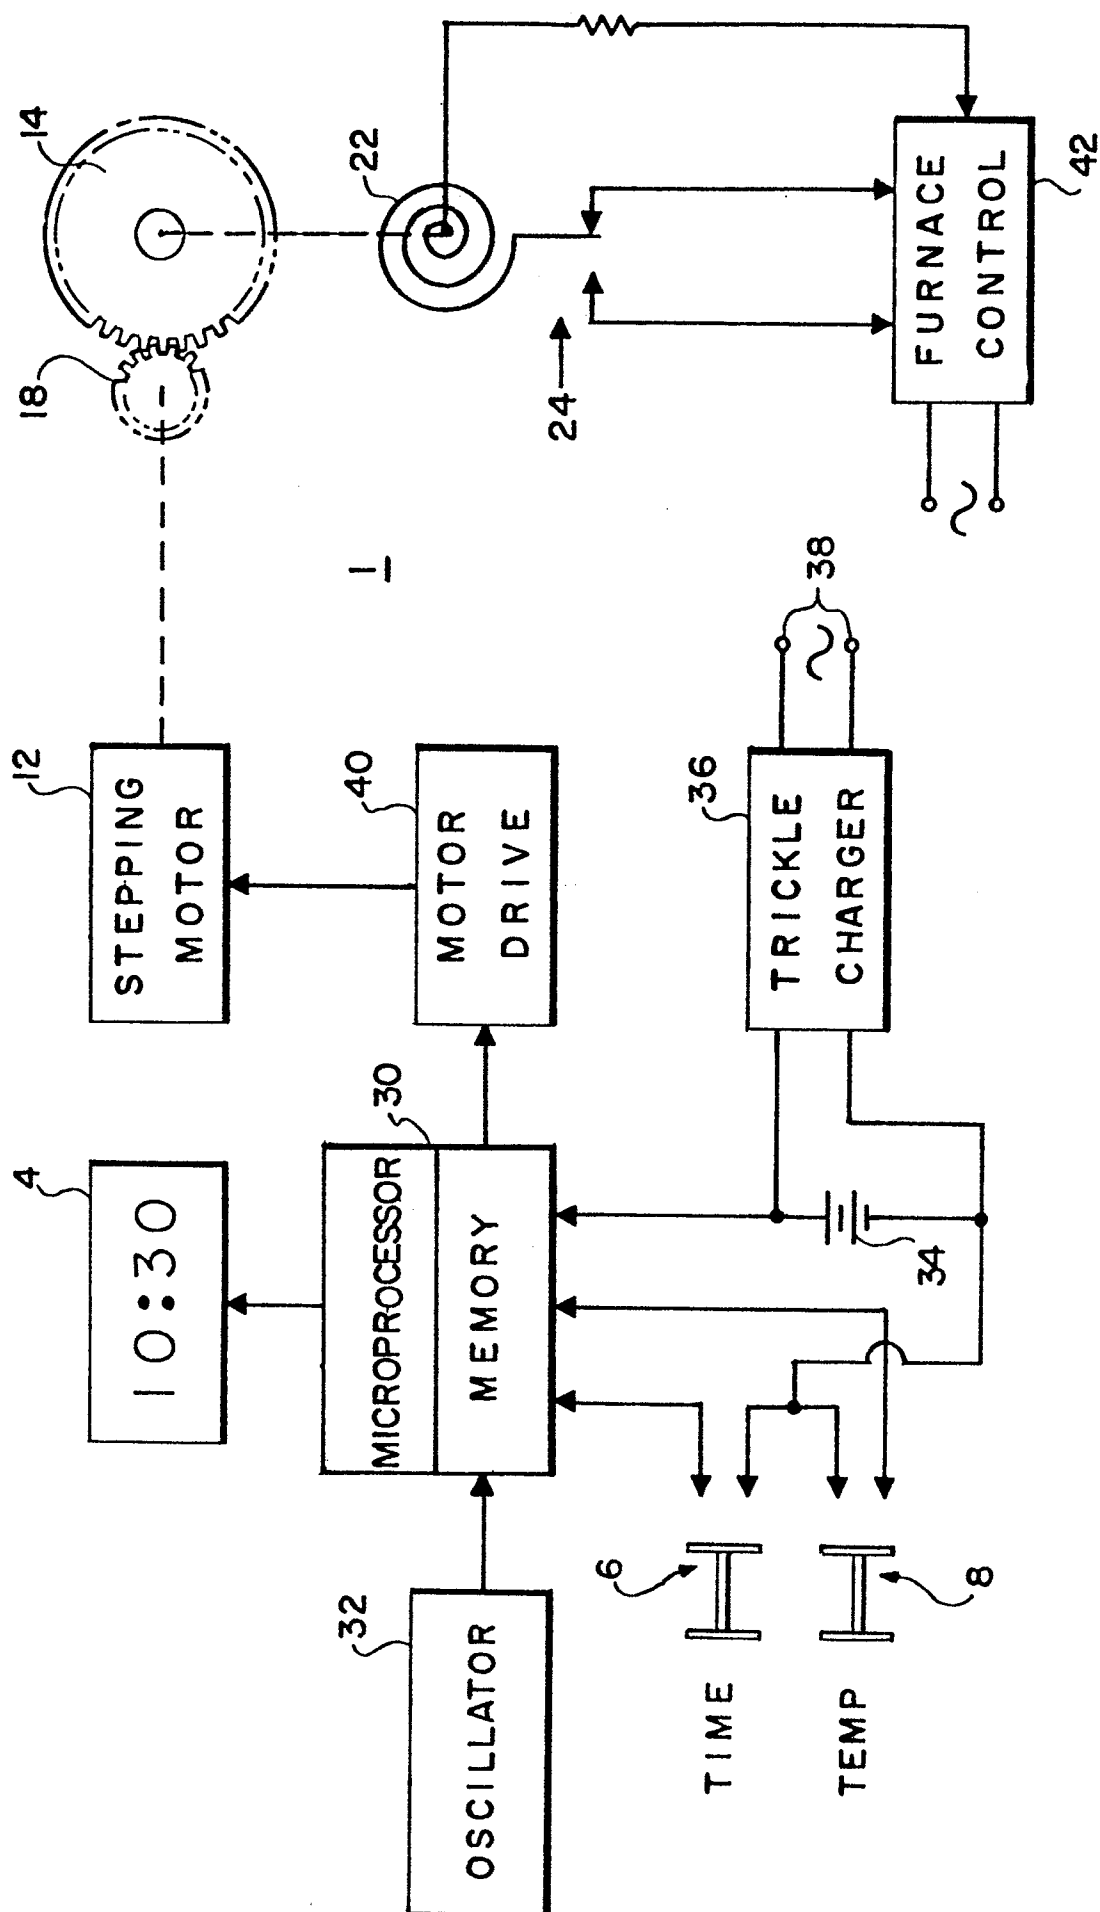 4
10:30
12
STEPPING
MOTOR
18
14
32
OSCILLATOR
MICROPROCESSOR
30
MEMORY
40
MOTOR
DRIVE
1
22
24
TIME
6
TEMP
8
34
36
TRICKLE
CHARGER
38
FURNACE
CONTROL
42